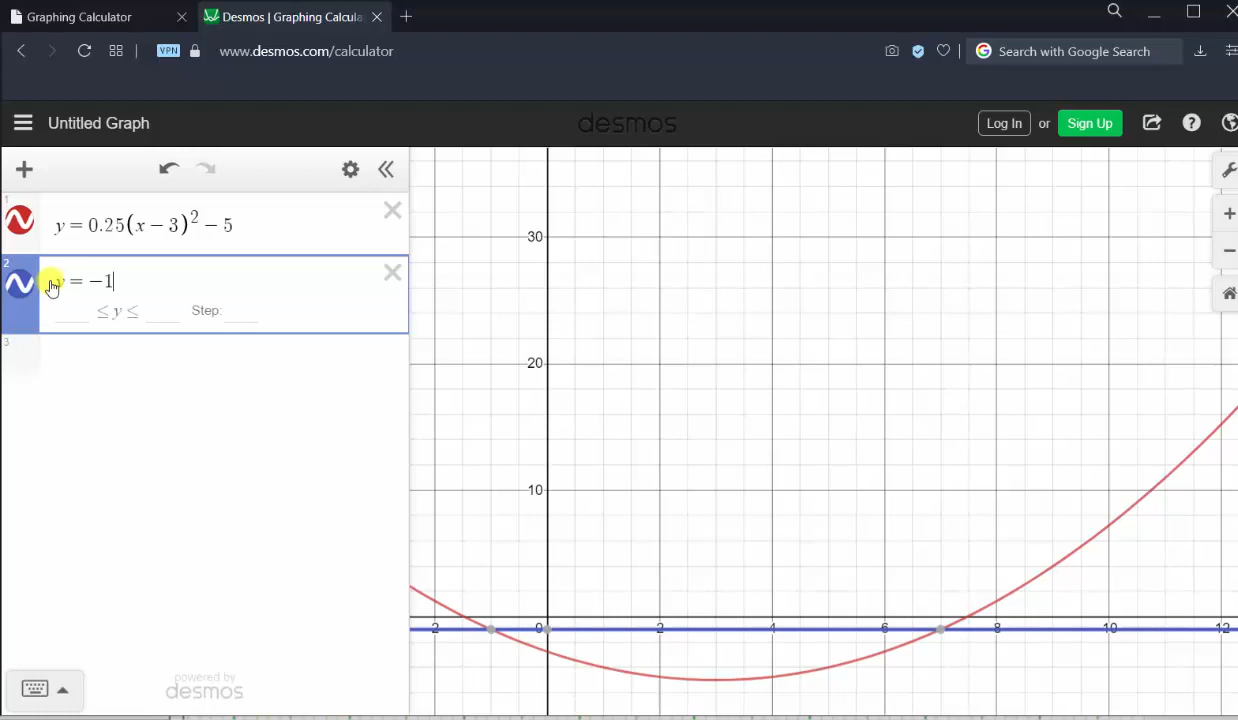 Graphing Calculator
Desmos | Graphing Calcula
VPN
www.desmos.com/calculator
Search with Google Search
Untitled Graph
desmos
Log In or Sign Up
1
y = 0.25(x − 3)² − 5
2
y = −1
≤ y ≤ Step:
3
powered by
desmos
30
20
10
2 0 2 4 6 8 10 12